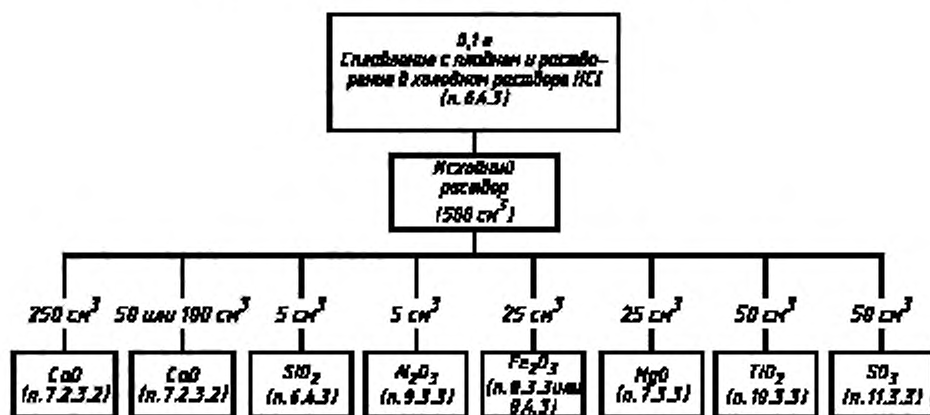 0,1 г
Сплавление с плавнем и раство-
рение в холодном растворе HCl
(п. 6.4.3)
Исходный
раствор
(500 см³)
250 см³ 50 или 100 см³ 5 см³ 5 см³ 25 см³ 25 см³ 50 см³ 50 см³
CaO CaO SiO₂ Al₂O₃ Fe₂O₃ MgO TiO₂ SO₃
(п. 7.2.3.2) (п. 7.2.3.2) (п. 6.4.3) (п. 9.3.3) (п. 8.3.3 или (п. 7.3.3) (п. 10.3.3) (п. 11.3.3)
8.4.3)